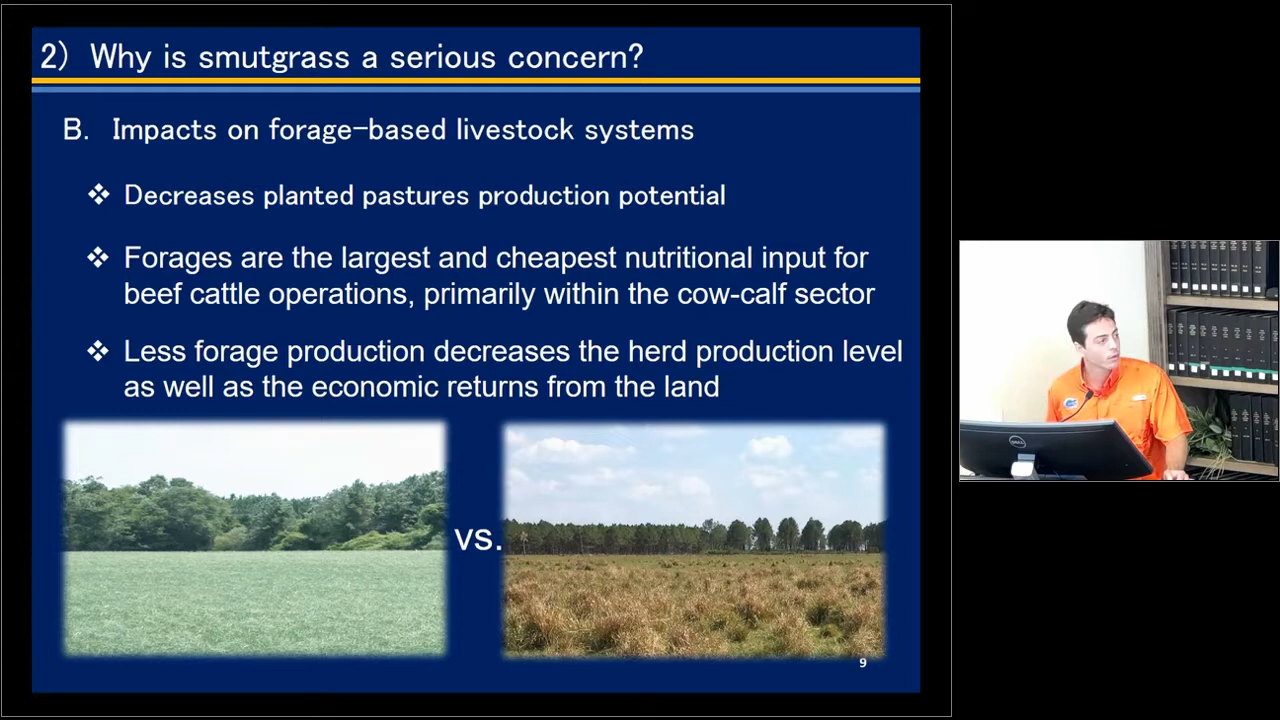 2) Why is smutgrass a serious concern?
B. Impacts on forage-based livestock systems
❖ Decreases planted pastures production potential
❖ Forages are the largest and cheapest nutritional input for
beef cattle operations, primarily within the cow-calf sector
❖ Less forage production decreases the herd production level
as well as the economic returns from the land
vs.
9
DELL